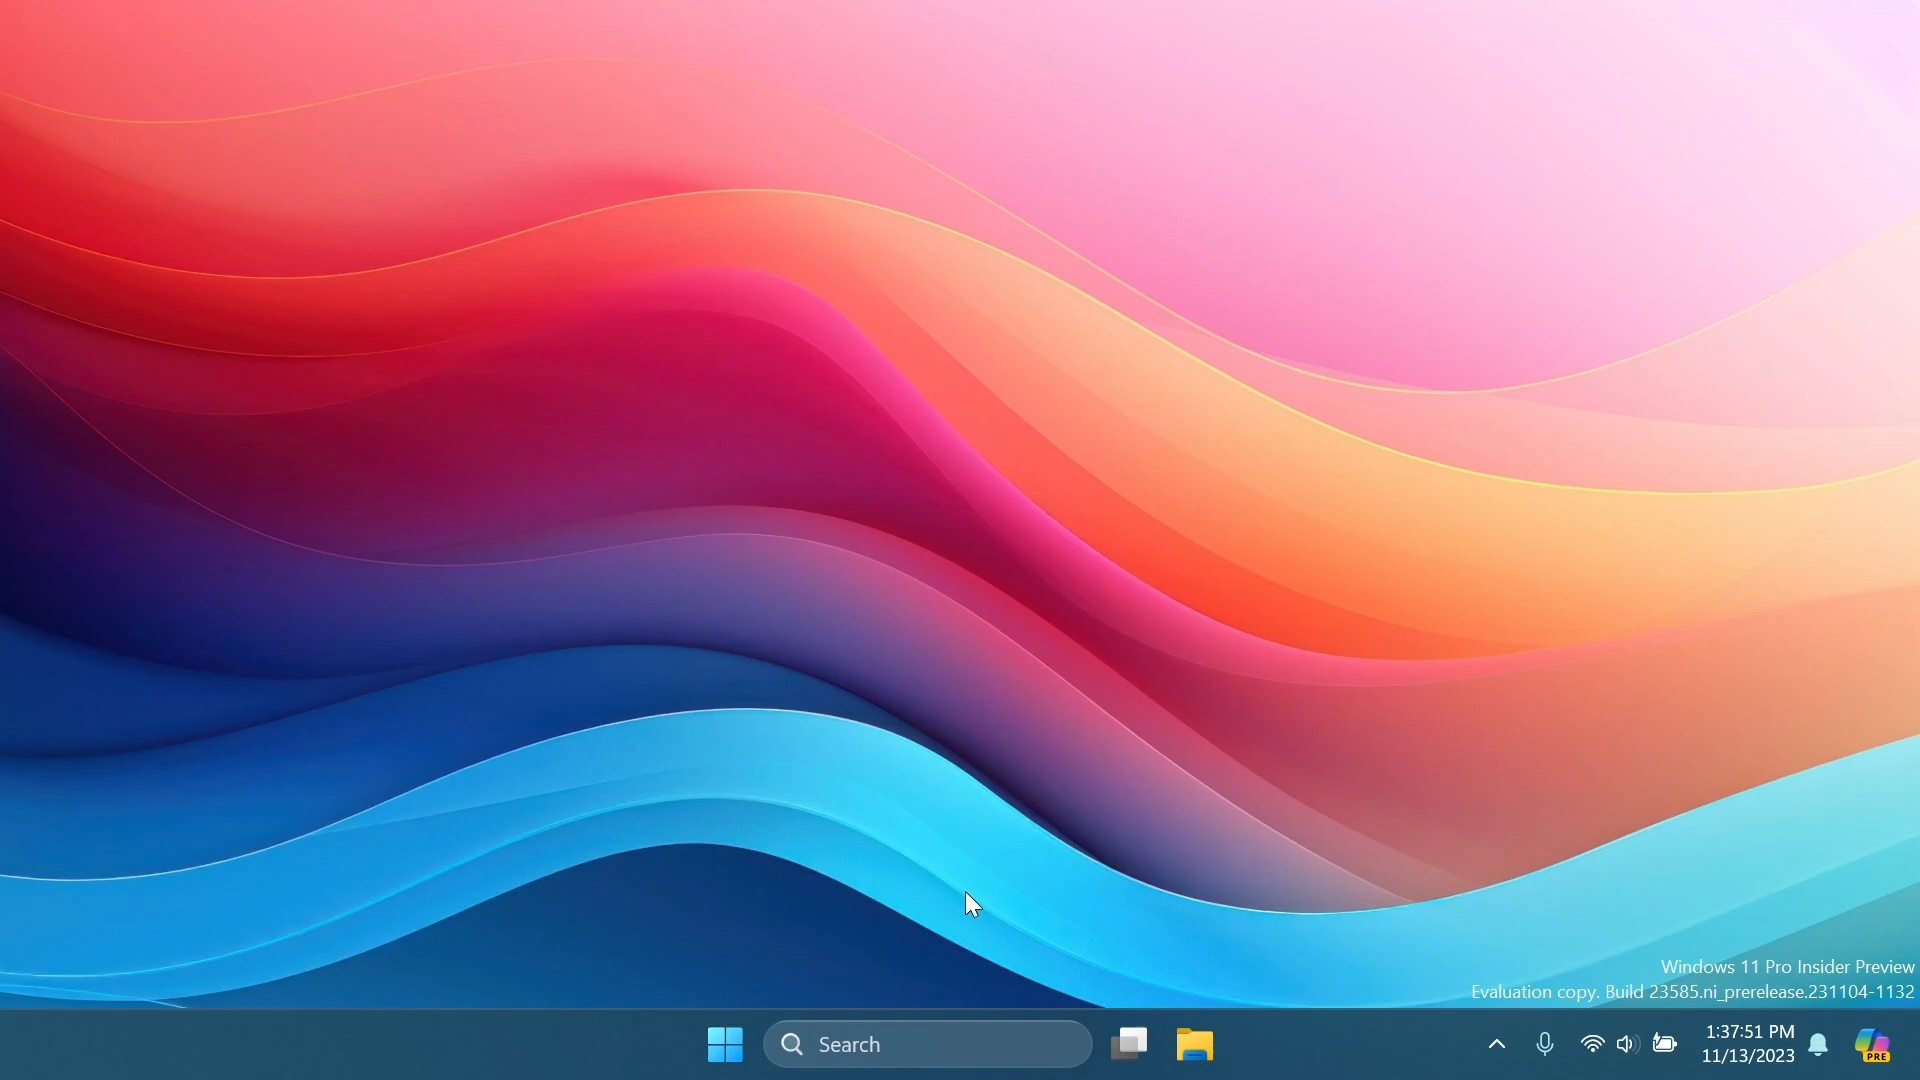 Windows 11 Pro Insider Preview
Evaluation copy. Build 23585.ni_prerelease.231104-1132
Search
1:37:51 PM
11/13/2023
PRE